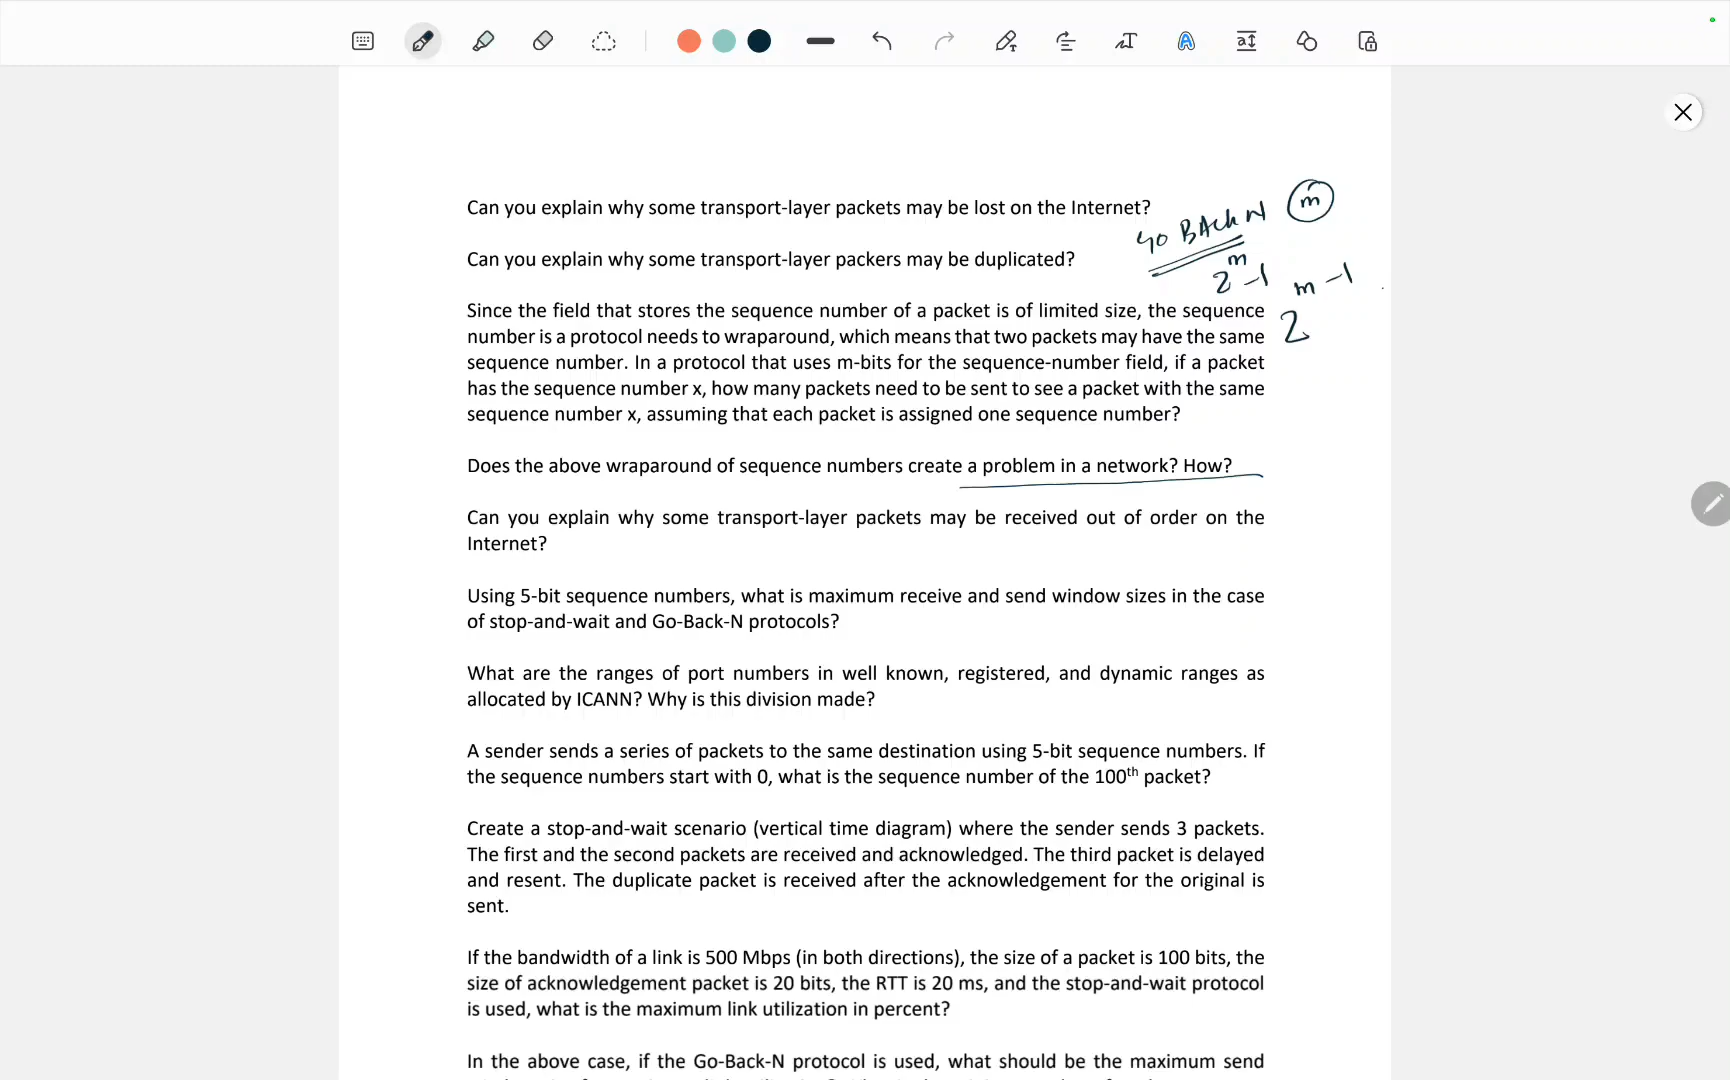 Can you explain why some transport-layer packets may be lost on the Internet?
m
GO BACK N
Can you explain why some transport-layer packers may be duplicated?
2^m -1
2^m -1
Since the field that stores the sequence number of a packet is of limited size, the sequence
number is a protocol needs to wraparound, which means that two packets may have the same
sequence number. In a protocol that uses m-bits for the sequence-number field, if a packet
has the sequence number x, how many packets need to be sent to see a packet with the same
sequence number x, assuming that each packet is assigned one sequence number?
Does the above wraparound of sequence numbers create a problem in a network? How?
Can you explain why some transport-layer packets may be received out of order on the
Internet?
Using 5-bit sequence numbers, what is maximum receive and send window sizes in the case
of stop-and-wait and Go-Back-N protocols?
What are the ranges of port numbers in well known, registered, and dynamic ranges as
allocated by ICANN? Why is this division made?
A sender sends a series of packets to the same destination using 5-bit sequence numbers. If
the sequence numbers start with 0, what is the sequence number of the 100th packet?
Create a stop-and-wait scenario (vertical time diagram) where the sender sends 3 packets.
The first and the second packets are received and acknowledged. The third packet is delayed
and resent. The duplicate packet is received after the acknowledgement for the original is
sent.
If the bandwidth of a link is 500 Mbps (in both directions), the size of a packet is 100 bits, the
size of acknowledgement packet is 20 bits, the RTT is 20 ms, and the stop-and-wait protocol
is used, what is the maximum link utilization in percent?
In the above case, if the Go-Back-N protocol is used, what should be the maximum send